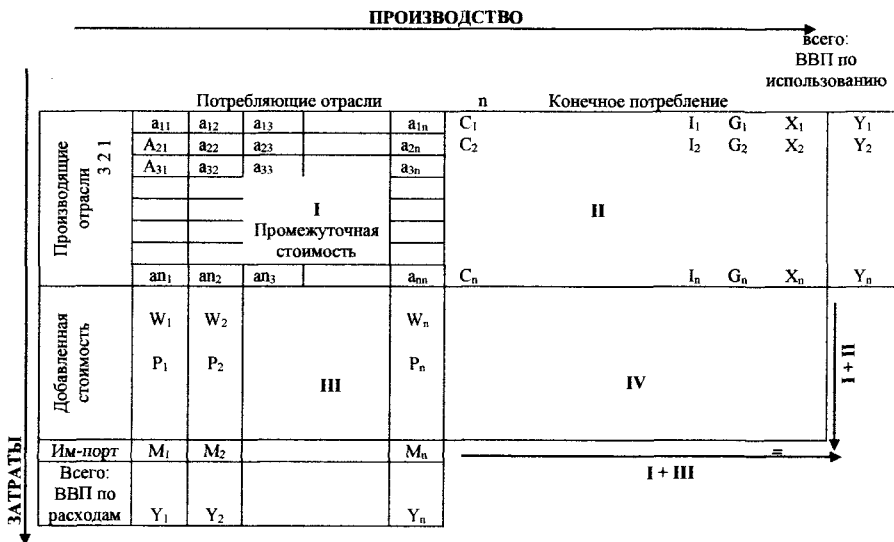 ПРОИЗВОДСТВО
всего:
ВВП по
использованию
Потребляющие отрасли n Конечное потребление
Производящие
отрасли
3 2 1
a11 a12 a13 a1n C1 I1 G1 X1 Y1
A21 a22 a23 a2n C2 I2 G2 X2 Y2
A31 a32 a33 a3n
I
Промежуточная
стоимость
II
an1 an2 an3 ann Cn In Gn Xn Yn
Добавленная
стоимость
W1 W2 Wn
P1 P2 Pn
III
IV
I + II
Им-порт M1 M2 Mn =
I + III
Всего:
ВВП по
расходам Y1 Y2 Yn
ЗАТРАТЫ